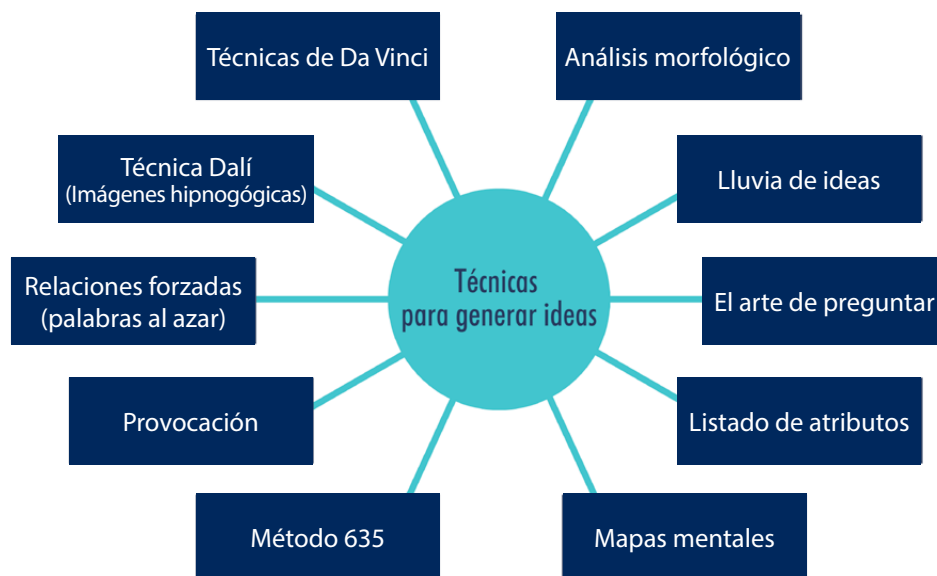 Técnicas de Da Vinci
Análisis morfológico
Técnica Dalí
(Imágenes hipnogógicas)
Lluvia de ideas
Relaciones forzadas
(palabras al azar)
Técnicas
para generar ideas
El arte de preguntar
Provocación
Listado de atributos
Método 635
Mapas mentales